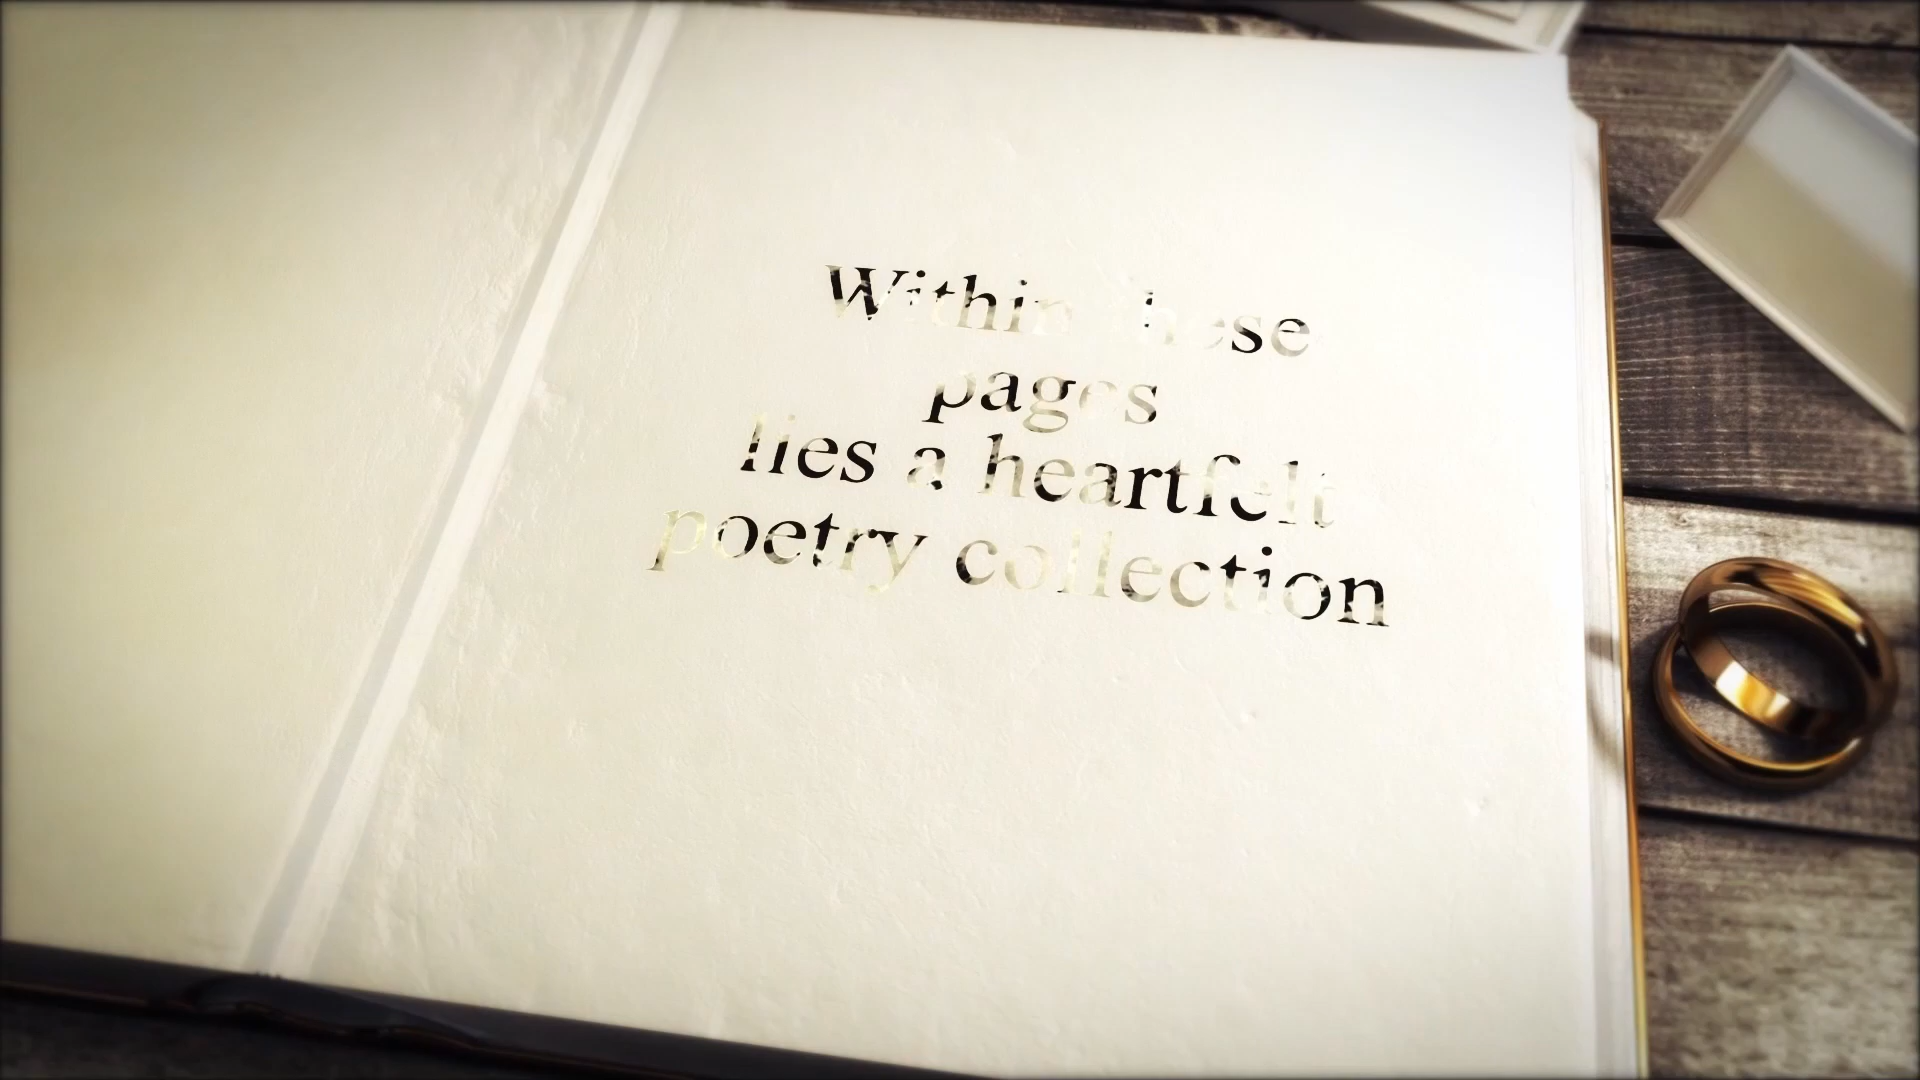 Within these
pages
lies a heartfelt
poetry collection